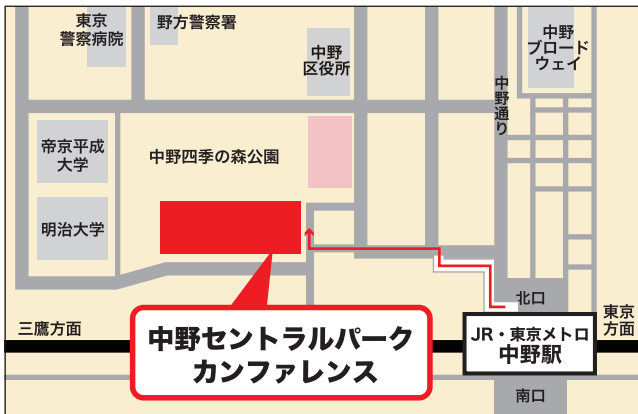 東京
警察病院
野方警察署
中野
区役所
中野
ブロード
ウェイ
中野通り
帝京平成
大学
中野四季の森公園
明治大学
北口
三鷹方面
東京
方面
中野セントラルパーク
カンファレンス
JR・東京メトロ
中野駅
南口